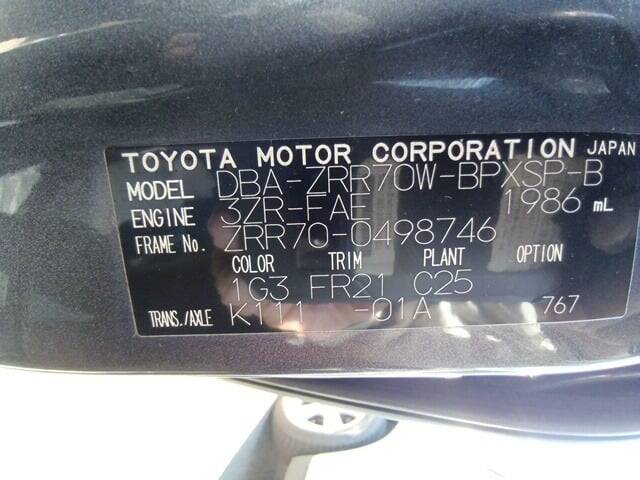 TOYOTA MOTOR CORPORATION JAPAN
MODEL DBA-ZRR70W-BPXSP-B
ENGINE 3ZR-FAE 1986 mL
FRAME No. ZRR70-0498746
COLOR TRIM PLANT OPTION
1G3 FR21 C25
TRANS./AXLE K111 -01A 767